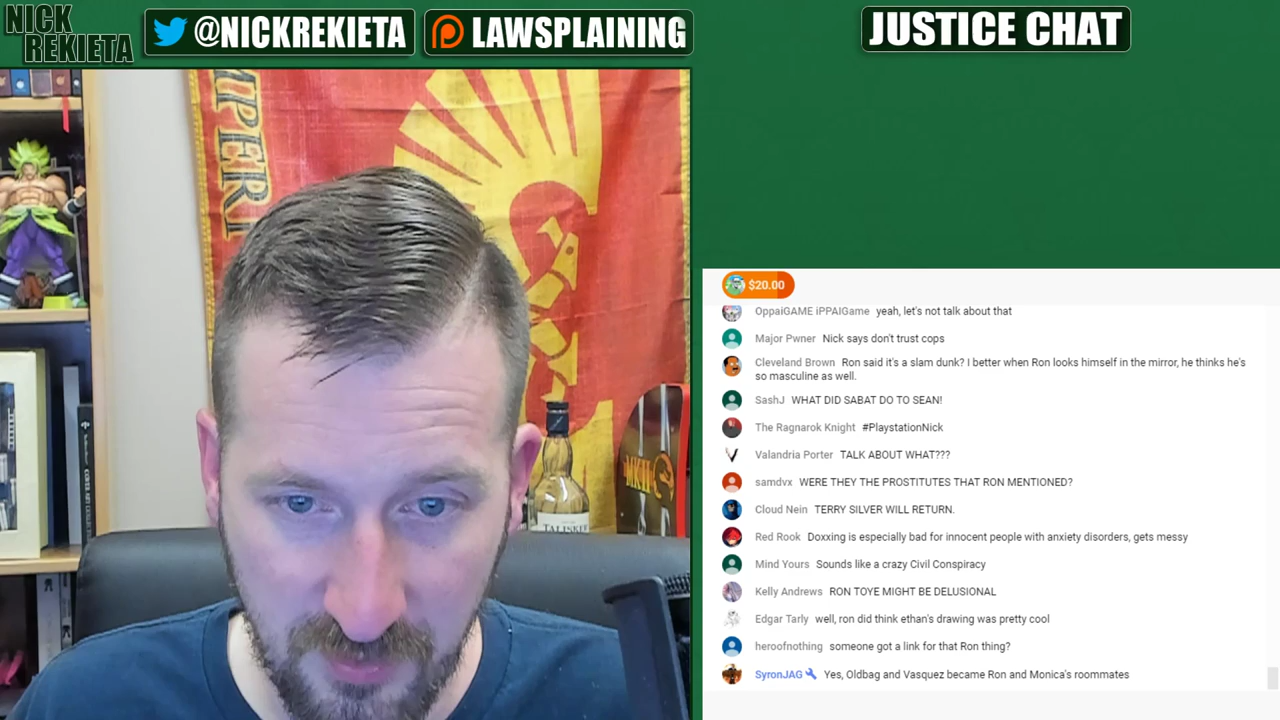 NICK
REKIETA
@NICKREKIETA
LAWSPLAINING
JUSTICE CHAT
IPERI
MKII
TALISKER
$20.00
OppaiGAME iPPAIGame yeah, let's not talk about that
Major Pwner Nick says don't trust cops
Cleveland Brown Ron said it's a slam dunk? I better when Ron looks himself in the mirror, he thinks he's
so masculine as well.
SashJ WHAT DID SABAT DO TO SEAN!
The Ragnarok Knight #PlaystationNick
Valandria Porter TALK ABOUT WHAT???
samdvx WERE THEY THE PROSTITUTES THAT RON MENTIONED?
Cloud Nein TERRY SILVER WILL RETURN.
Red Rook Doxxing is especially bad for innocent people with anxiety disorders, gets messy
Mind Yours Sounds like a crazy Civil Conspiracy
Kelly Andrews RON TOYE MIGHT BE DELUSIONAL
Edgar Tarly well, ron did think ethan's drawing was pretty cool
heroofnothing someone got a link for that Ron thing?
SyronJAG Yes, Oldbag and Vasquez became Ron and Monica's roommates